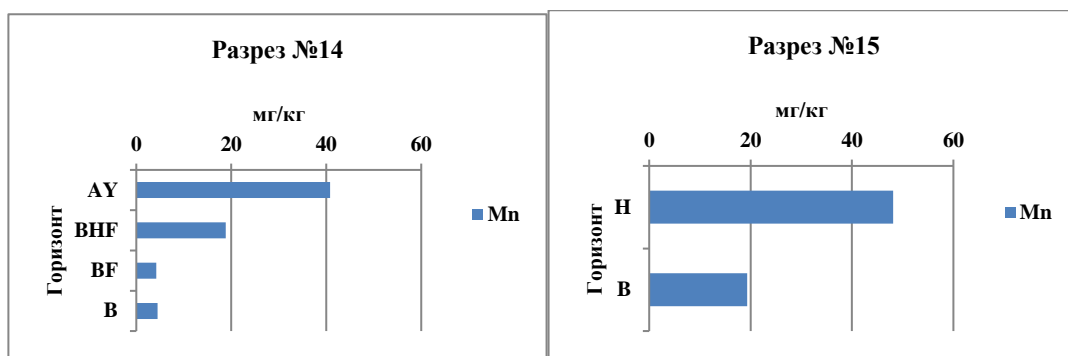 Разрез №14
мг/кг
0 20 40 60
AY
BHF
BF
B
Горизонт
Mn
Разрез №15
мг/кг
0 20 40 60
H
B
Горизонт
Mn